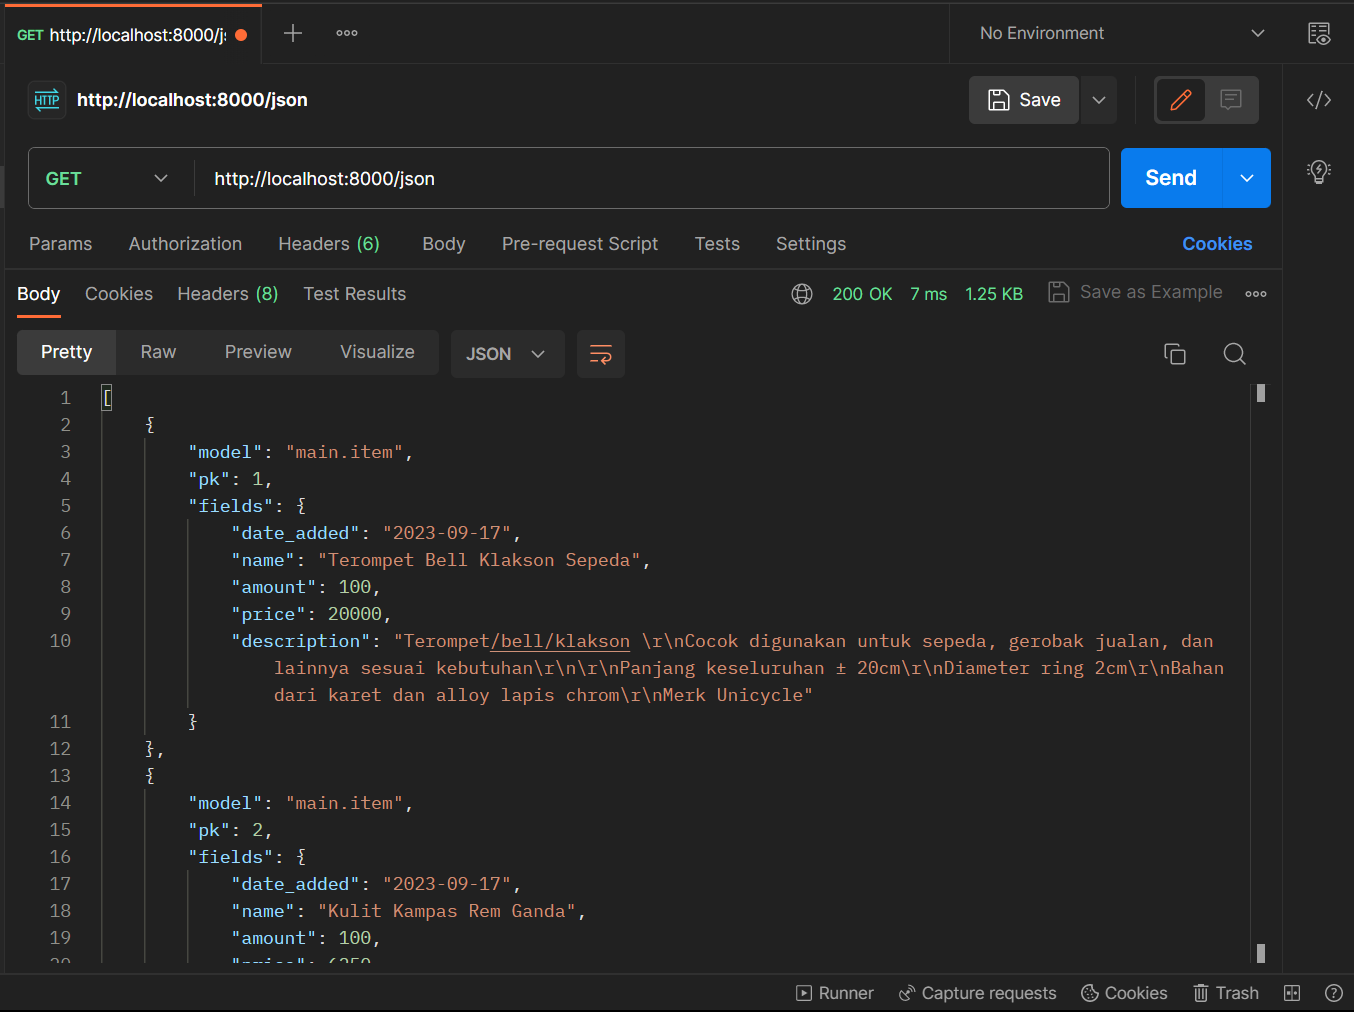 GET http://localhost:8000/j
No Environment
HTTP http://localhost:8000/json
Save
GET http://localhost:8000/json
Send
Params Authorization Headers (6) Body Pre-request Script Tests Settings Cookies
Body Cookies Headers (8) Test Results 200 OK 7 ms 1.25 KB Save as Example
Pretty Raw Preview Visualize JSON
1 [
2 {
3 "model": "main.item",
4 "pk": 1,
5 "fields": {
6 "date_added": "2023-09-17",
7 "name": "Terompet Bell Klakson Sepeda",
8 "amount": 100,
9 "price": 20000,
10 "description": "Terompet/bell/klakson \r\nCocok digunakan untuk sepeda, gerobak jualan, dan
lainnya sesuai kebutuhan\r\n\r\nPanjang keseluruhan ± 20cm\r\nDiameter ring 2cm\r\nBahan
dari karet dan alloy lapis chrom\r\nMerk Unicycle"
11 }
12 },
13 {
14 "model": "main.item",
15 "pk": 2,
16 "fields": {
17 "date_added": "2023-09-17",
18 "name": "Kulit Kampas Rem Ganda",
19 "amount": 100,
20 "price": 6250
Runner Capture requests Cookies Trash